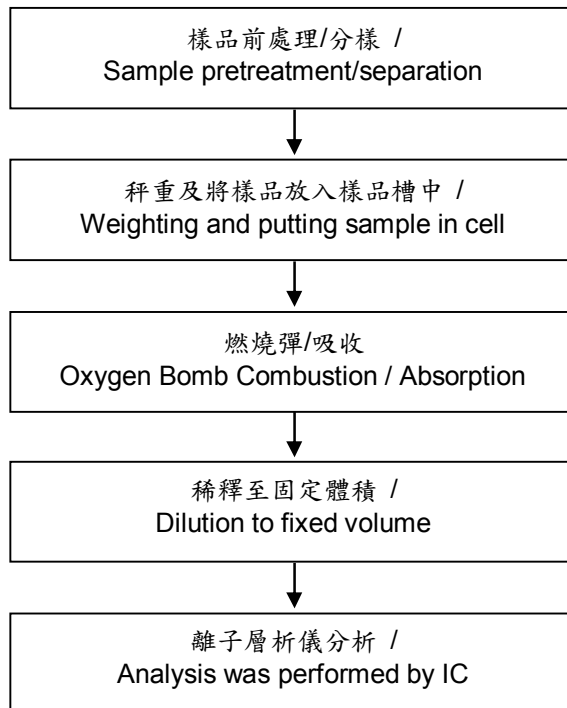 樣品前處理/分樣 /
Sample pretreatment/separation
秤重及將樣品放入樣品槽中 /
Weighting and putting sample in cell
燃燒彈/吸收
Oxygen Bomb Combustion / Absorption
稀釋至固定體積 /
Dilution to fixed volume
離子層析儀分析 /
Analysis was performed by IC